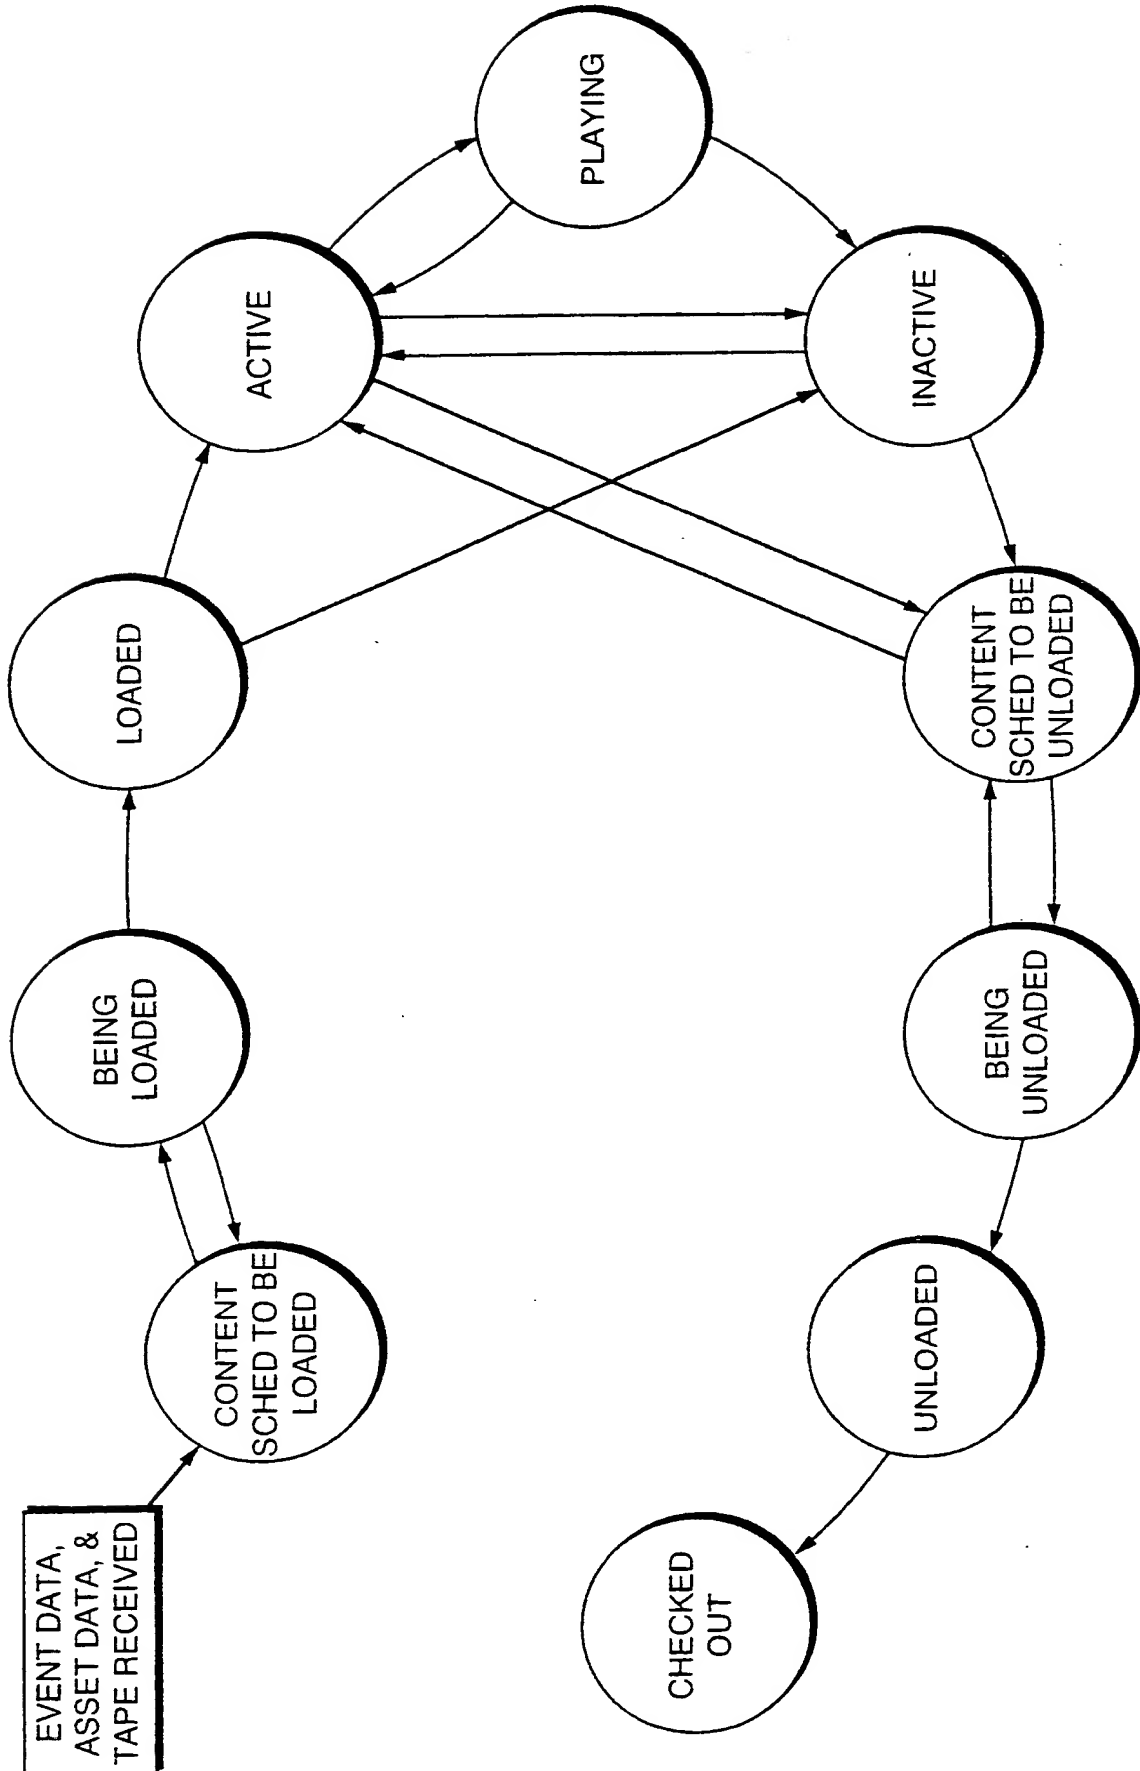 EVENT DATA,
ASSET DATA, &
TAPE RECEIVED
CONTENT
SCHED TO BE
LOADED
BEING
LOADED
LOADED
ACTIVE
PLAYING
INACTIVE
CONTENT
SCHED TO BE
UNLOADED
BEING
UNLOADED
UNLOADED
CHECKED
OUT